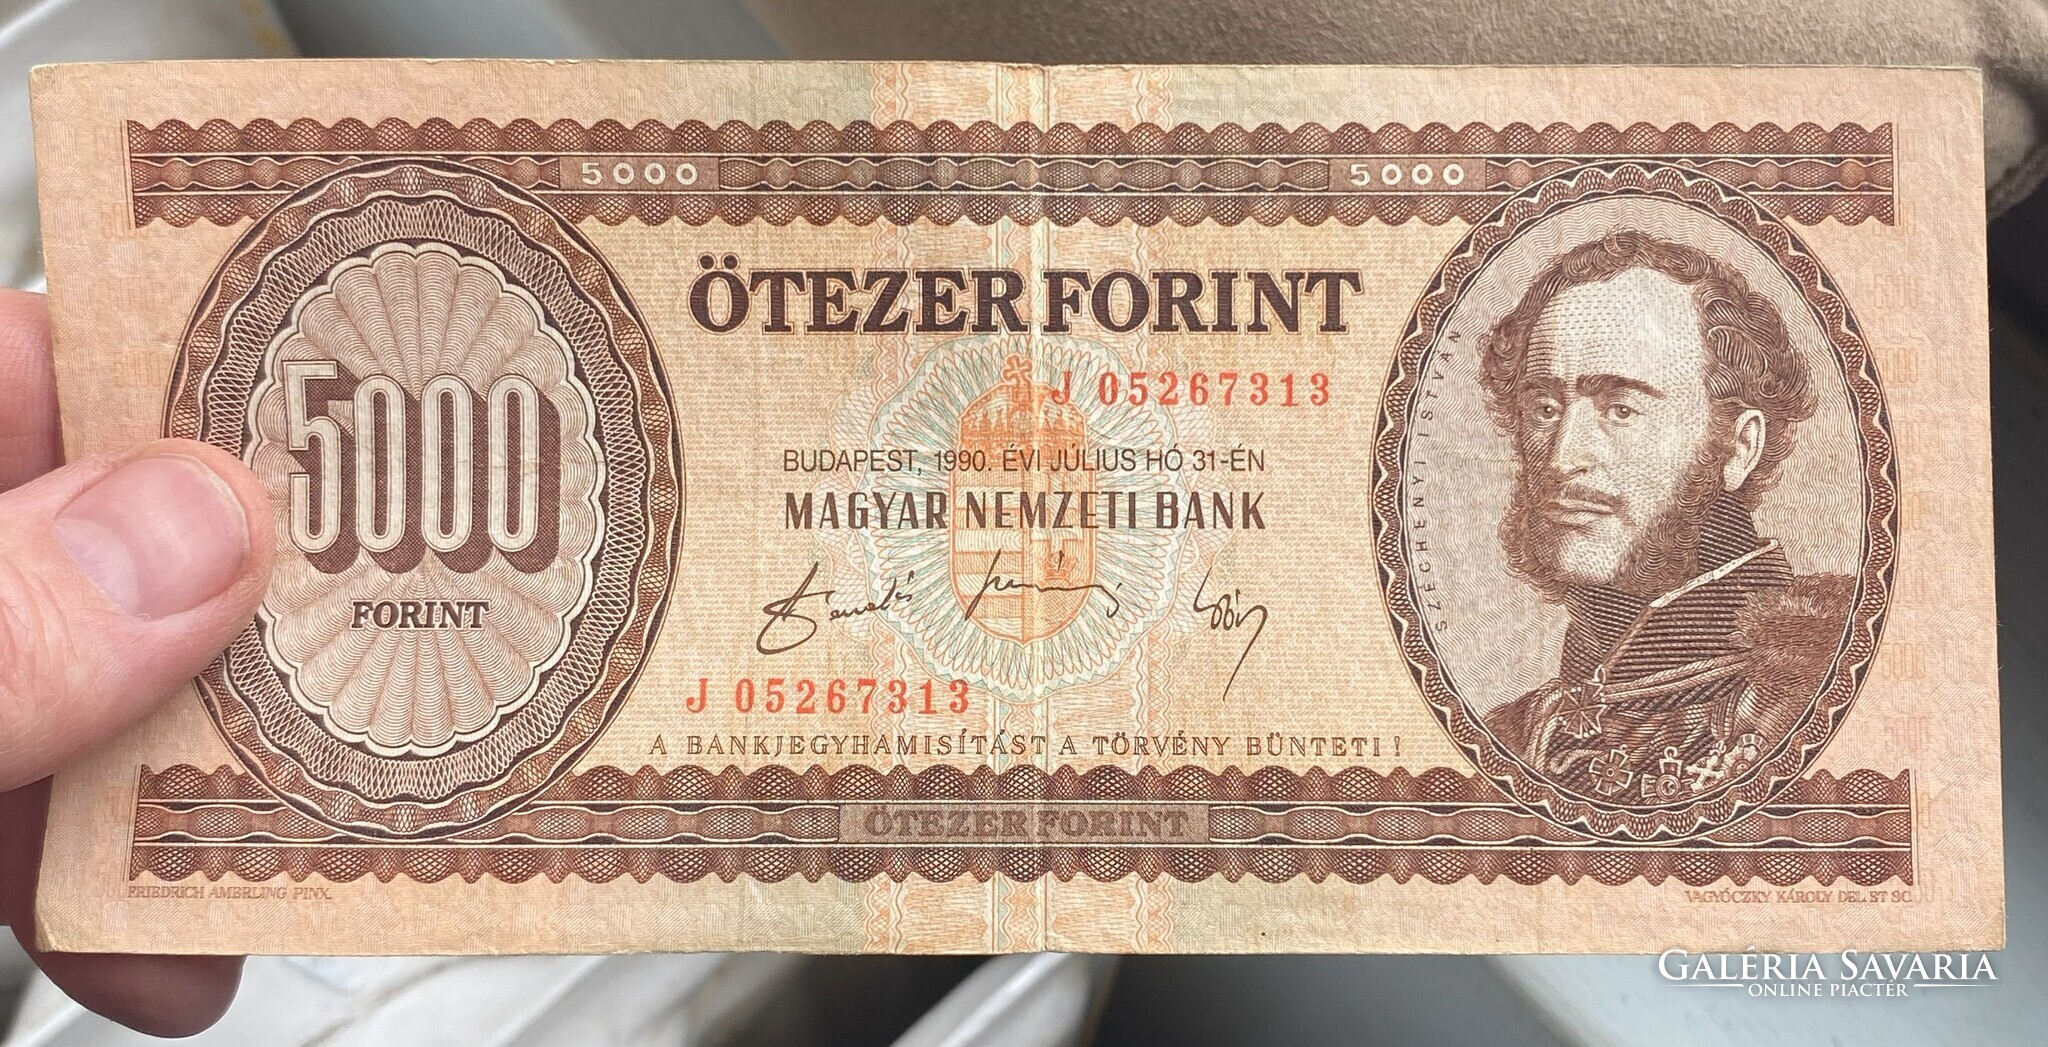 5000 5000
ÖTEZER FORINT
J 05267313
5000
FORINT
BUDAPEST, 1990. ÉVI JÚLIUS HÓ 31-ÉN
MAGYAR NEMZETI BANK
SZÉCHENYI ISTVÁN
J 05267313
A BANKJEGYHAMISÍTÁST A TÖRVÉNY BÜNTETI!
ÖTEZER FORINT
FRIEDRICH AMERLING PINX.
VAGYÓCZKY KÁROLY DEL. ET SC.
GALÉRIA SAVARIA
ONLINE PIACTÉR